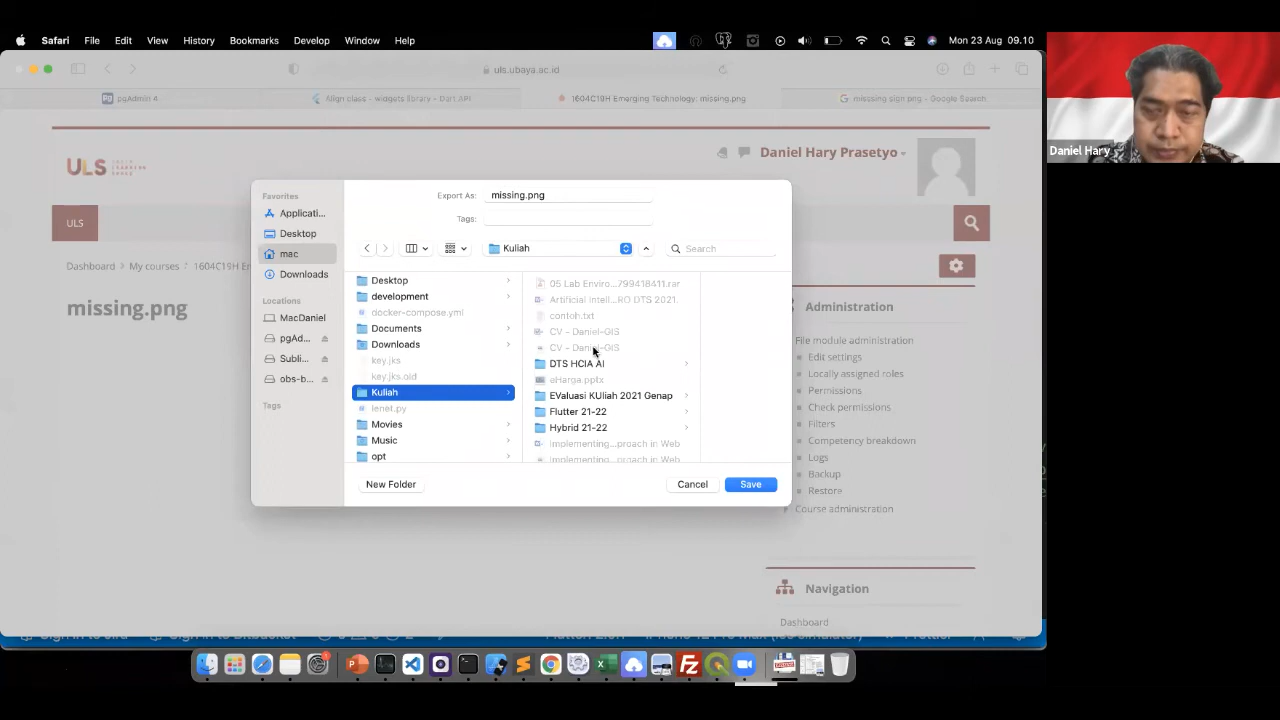 Safari File Edit View History Bookmarks Develop Window Help
Mon 23 Aug 09.10
uls.ubaya.ac.id
pgAdmin 4
Align class - widgets library - Dart API
1604C19H Emerging Technology: missing.png
misssing sign png - Google Search
ULS
Daniel Hary Prasetyo
ULS
Dashboard My courses 1604C19H E
missing.png
Export As: missing.png
Tags:
Kuliah
Search
Favorites
Applicati...
Desktop
mac
Downloads
Locations
MacDaniel
pgAd...
Subli...
obs-b...
Tags
Desktop
development
docker-compose.yml
Documents
Downloads
key.jks
key.jks.old
Kuliah
lenet.py
Movies
Music
opt
05 Lab Enviro...799418411.rar
Artificial Intell...RO DTS 2021.
contoh.txt
CV - Daniel-GIS
CV - Daniel-GIS
DTS HCIA AI
eHarga.pptx
EValuasi KUliah 2021 Genap
Flutter 21-22
Hybrid 21-22
Implementing...proach in Web
Implementing...proach in Web
New Folder
Cancel
Save
Administration
File module administration
Edit settings
Locally assigned roles
Permissions
Check permissions
Filters
Competency breakdown
Logs
Backup
Restore
Course administration
Navigation
Dashboard
Daniel Hary